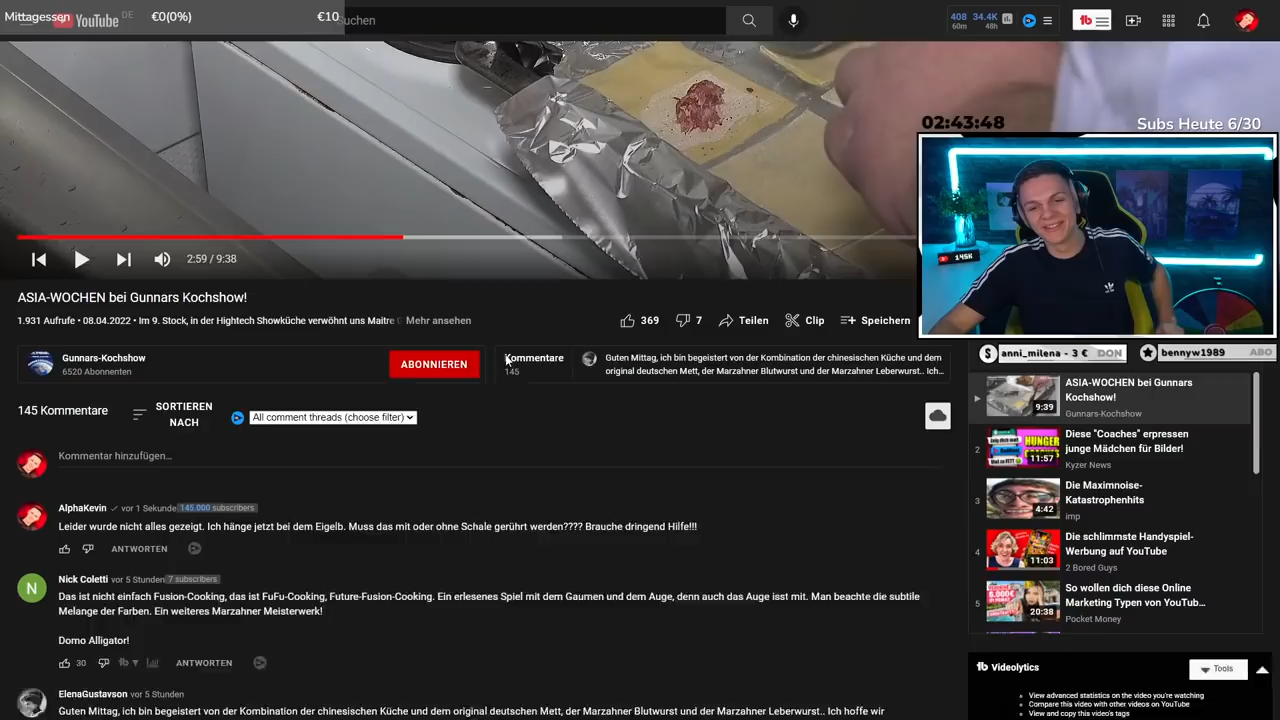 Mittagessen €0(0%) €10
YouTube DE
Suchen
408 34.4K
60m 48h
02:43:48
Subs Heute 6/30
145K
2:59 / 9:38
ASIA-WOCHEN bei Gunnars Kochshow!
1.931 Aufrufe • 08.04.2022 • Im 9. Stock, in der Hightech Showküche verwöhnt uns Maitre G Mehr ansehen
369 7 Teilen Clip Speichern
Gunnars-Kochshow
6520 Abonnenten
ABONNIEREN
Kommentare
145
Guten Mittag, ich bin begeistert von der Kombination der chinesischen Küche und dem
original deutschen Mett, der Marzahner Blutwurst und der Marzahner Leberwurst.. Ich…
anni_milena - 3 € DON
bennyw1989 ABO
145 Kommentare
SORTIEREN
NACH
All comment threads (choose filter)
Kommentar hinzufügen…
AlphaKevin vor 1 Sekunde 145.000 subscribers
Leider wurde nicht alles gezeigt. Ich hänge jetzt bei dem Eigelb. Muss das mit oder ohne Schale gerührt werden???? Brauche dringend Hilfe!!!
ANTWORTEN
N
Nick Coletti vor 5 Stunden 7 subscribers
Das ist nicht einfach Fusion-Cooking, das ist FuFu-Cooking, Future-Fusion-Cooking. Ein erlesenes Spiel mit dem Gaumen und dem Auge, denn auch das Auge isst mit. Man beachte die subtile
Melange der Farben. Ein weiteres Marzahner Meisterwerk!
Domo Alligator!
30 ANTWORTEN
ElenaGustavson vor 5 Stunden
Guten Mittag, ich bin begeistert von der Kombination der chinesischen Küche und dem original deutschen Mett, der Marzahner Blutwurst und der Marzahner Leberwurst.. Ich hoffe wir
ASIA-WOCHEN bei Gunnars
Kochshow!
Gunnars-Kochshow
9:39
2
Diese "Coaches" erpressen
junge Mädchen für Bilder!
Kyzer News
HUNGER
11:57
3
Die Maximnoise-
Katastrophenhits
imp
4:42
4
Die schlimmste Handyspiel-
Werbung auf YouTube
2 Bored Guys
11:03
5
So wollen dich diese Online
Marketing Typen von YouTub…
Pocket Money
20:38
tb Videolytics
Tools
View advanced statistics on the video you're watching
Compare this video with other videos on YouTube
View and copy this video's tags